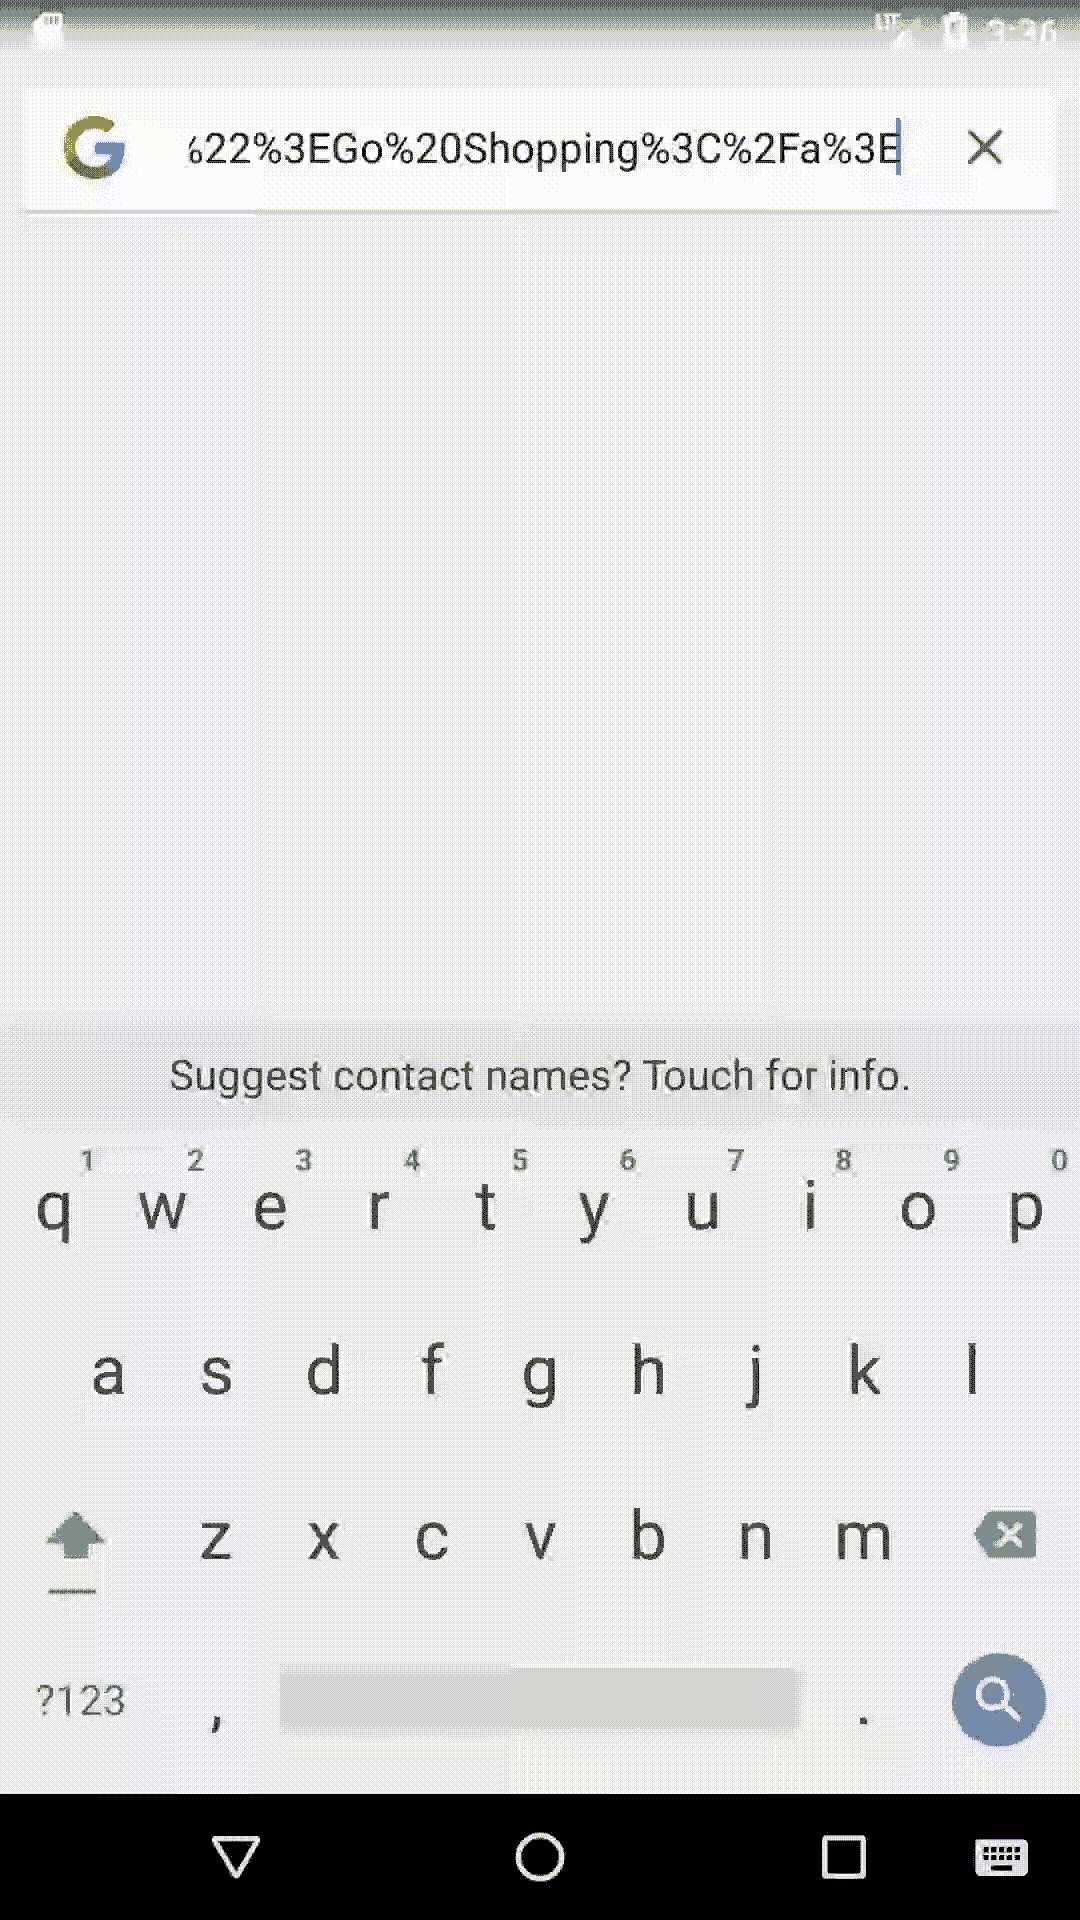 LTE 3:36
%22%3EGo%20Shopping%3C%2Fa%3E
Suggest contact names? Touch for info.
1 2 3 4 5 6 7 8 9 0
q w e r t y u i o p
a s d f g h j k l
z x c v b n m
?123 , .